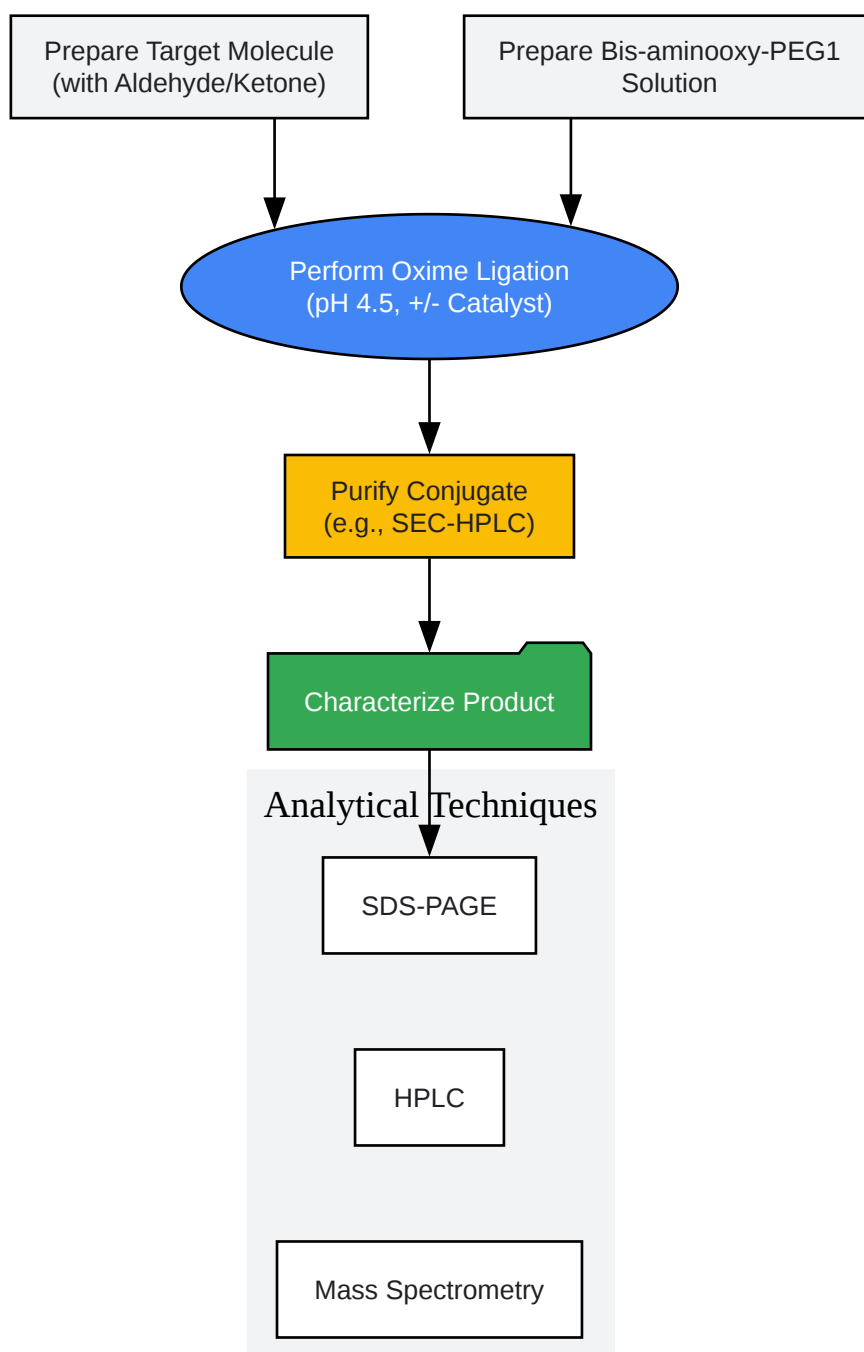 Prepare Target Molecule
(with Aldehyde/Ketone)
Prepare Bis-aminooxy-PEG1
Solution
Perform Oxime Ligation
(pH 4.5, +/- Catalyst)
Purify Conjugate
(e.g., SEC-HPLC)
Characterize Product
Analytical Techniques
SDS-PAGE
HPLC
Mass Spectrometry